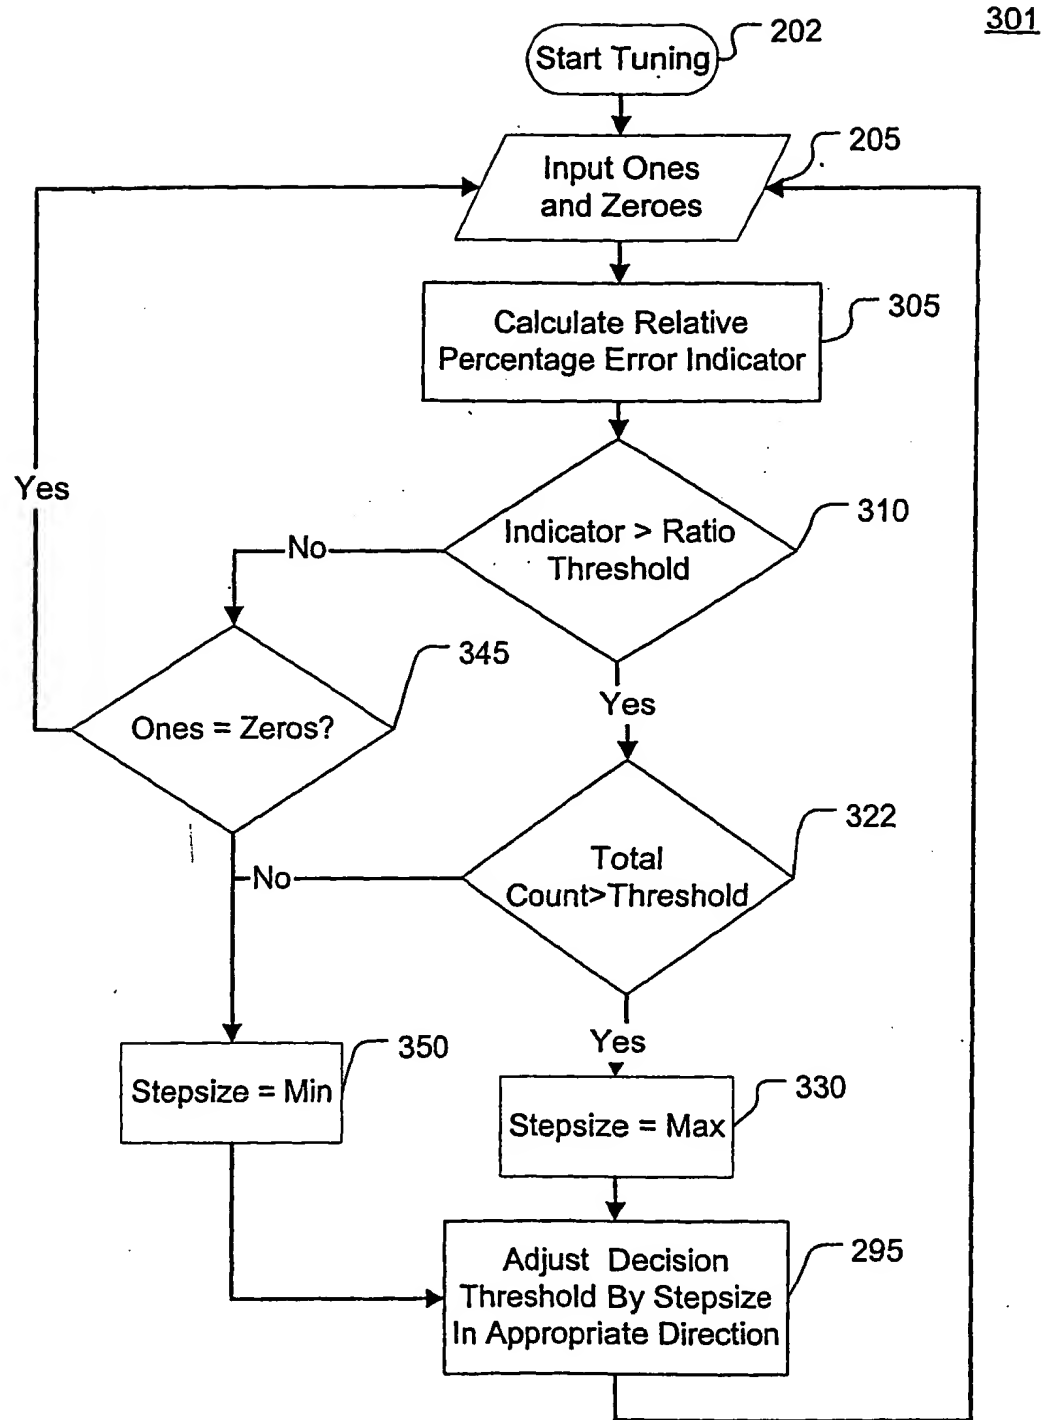 301
202
Start Tuning
205
Input Ones
and Zeroes
305
Calculate Relative
Percentage Error Indicator
Yes
310
Indicator > Ratio
Threshold
No
345
Ones = Zeros?
Yes
322
Total
Count>Threshold
No
Yes
350
Stepsize = Min
330
Stepsize = Max
295
Adjust Decision
Threshold By Stepsize
In Appropriate Direction